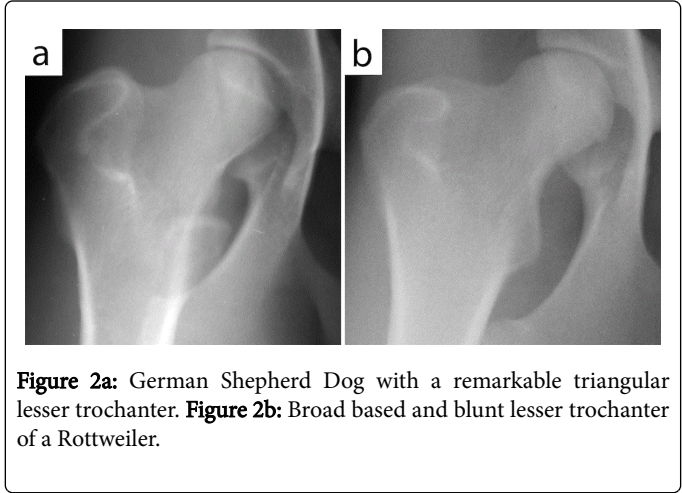 a b
Figure 2a: German Shepherd Dog with a remarkable triangular
lesser trochanter. Figure 2b: Broad based and blunt lesser trochanter
of a Rottweiler.